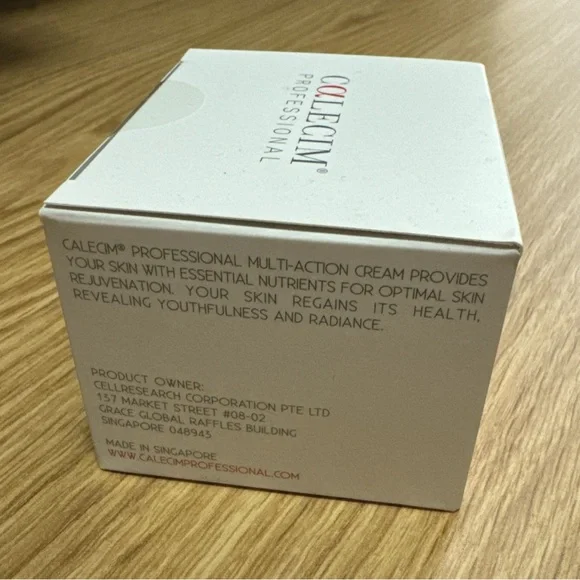 CALECIM®
PROFESSIONAL
CALECIM® PROFESSIONAL MULTI-ACTION CREAM PROVIDES
YOUR SKIN WITH ESSENTIAL NUTRIENTS FOR OPTIMAL SKIN
REJUVENATION. YOUR SKIN REGAINS ITS HEALTH,
REVEALING YOUTHFULNESS AND RADIANCE.
PRODUCT OWNER:
CELLRESEARCH CORPORATION PTE LTD
137 MARKET STREET #08-02
GRACE GLOBAL RAFFLES BUILDING
SINGAPORE 048943
MADE IN SINGAPORE
WWW.CALECIMPROFESSIONAL.COM